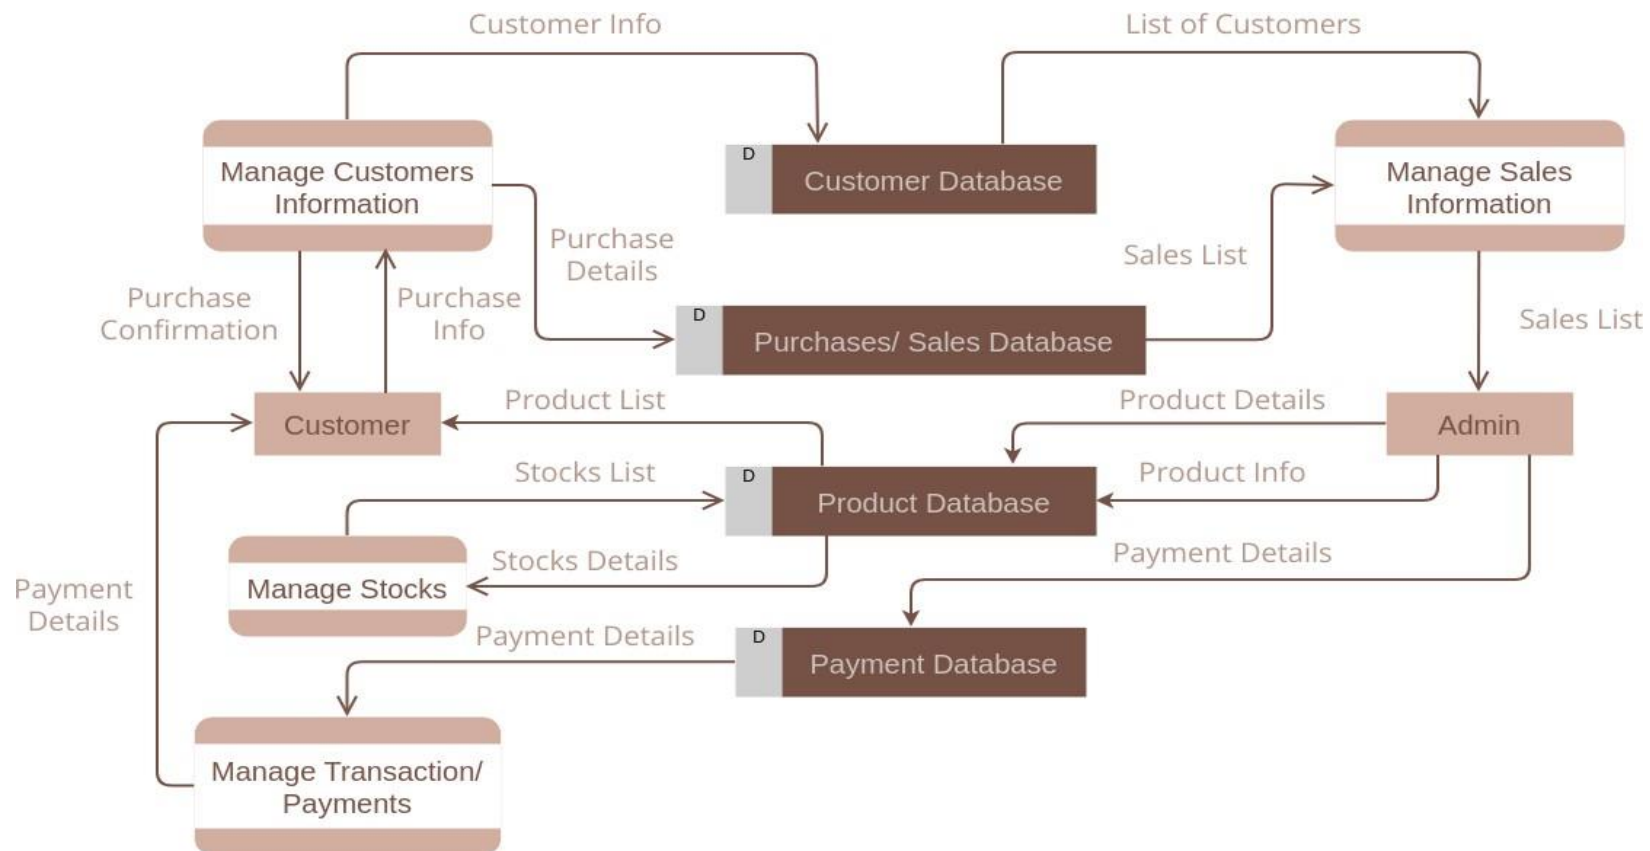 Customer Info
List of Customers
D
Customer Database
Manage Customers
Information
Manage Sales
Information
Purchase
Details
Sales List
Purchase
Confirmation
Purchase
Info
D
Purchases/ Sales Database
Sales List
Customer
Product List
Product Details
Admin
Stocks List
D
Product Database
Product Info
Stocks Details
Payment Details
Manage Stocks
Payment
Details
Payment Details
D
Payment Database
Manage Transaction/
Payments